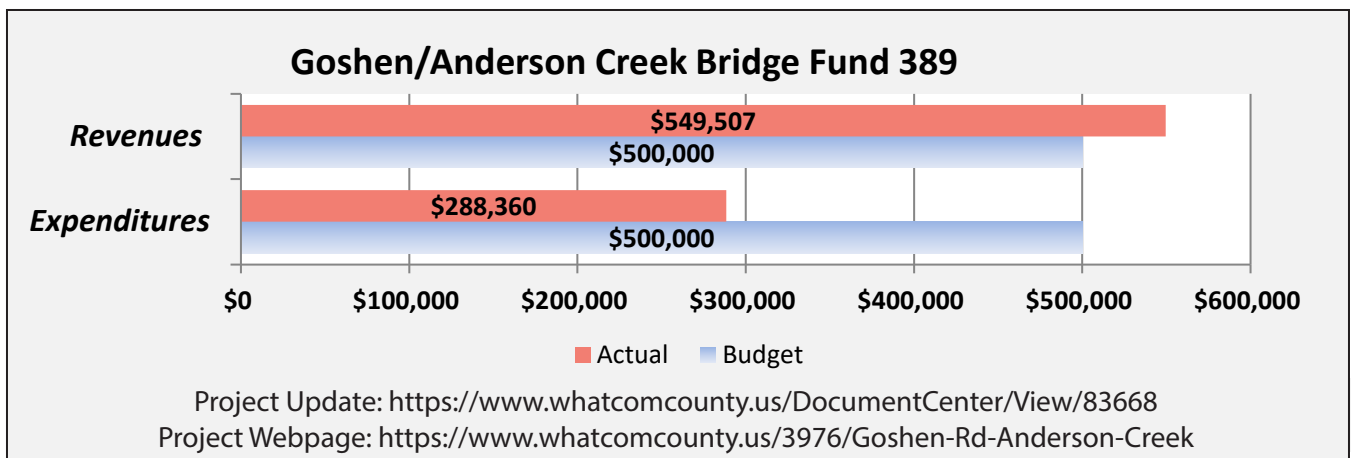 Goshen/Anderson Creek Bridge Fund 389
Revenues
$549,507
$500,000
Expenditures
$288,360
$500,000
$0 $100,000 $200,000 $300,000 $400,000 $500,000 $600,000
Actual Budget
Project Update: https://www.whatcomcounty.us/DocumentCenter/View/83668
Project Webpage: https://www.whatcomcounty.us/3976/Goshen-Rd-Anderson-Creek